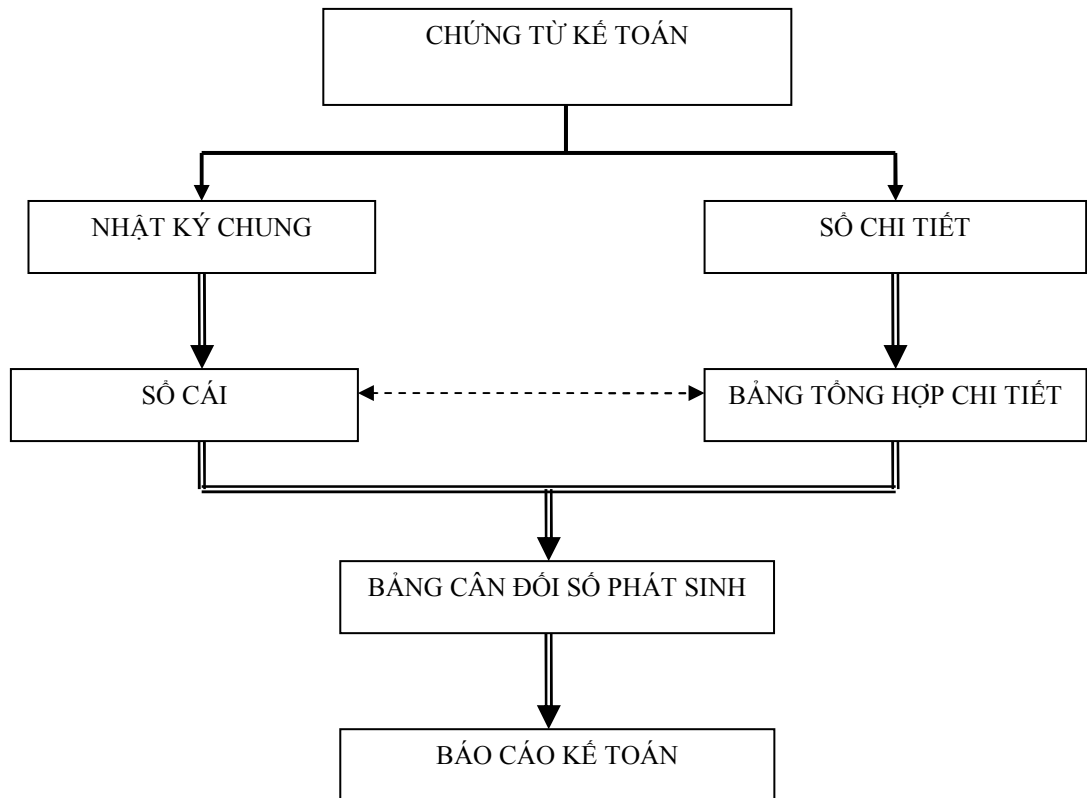 CHỨNG TỪ KẾ TOÁN
NHẬT KÝ CHUNG
SỔ CHI TIẾT
SỔ CÁI
BẢNG TỔNG HỢP CHI TIẾT
BẢNG CÂN ĐỐI SỐ PHÁT SINH
BÁO CÁO KẾ TOÁN